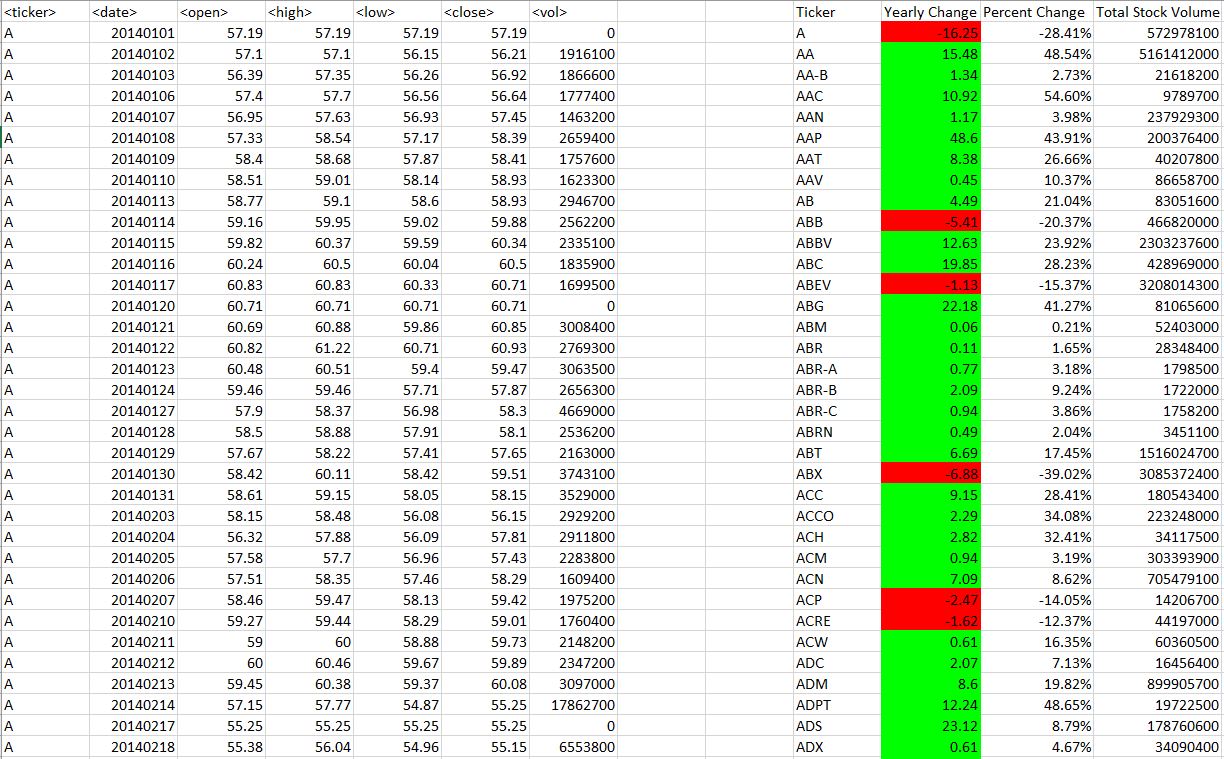 <ticker> <date> <open> <high> <low> <close> <vol> Ticker Yearly Change Percent Change Total Stock Volume
A 20140101 57.19 57.19 57.19 57.19 0 A -16.25 -28.41% 572978100
A 20140102 57.1 57.1 56.15 56.21 1916100 AA 15.48 48.54% 5161412000
A 20140103 56.39 57.35 56.26 56.92 1866600 AA-B 1.34 2.73% 21618200
A 20140106 57.4 57.7 56.56 56.64 1777400 AAC 10.92 54.60% 9789700
A 20140107 56.95 57.63 56.93 57.45 1463200 AAN 1.17 3.98% 237929300
A 20140108 57.33 58.54 57.17 58.39 2659400 AAP 48.6 43.91% 200376400
A 20140109 58.4 58.68 57.87 58.41 1757600 AAT 8.38 26.66% 40207800
A 20140110 58.51 59.01 58.14 58.93 1623300 AAV 0.45 10.37% 86658700
A 20140113 58.77 59.1 58.6 58.93 2946700 AB 4.49 21.04% 83051600
A 20140114 59.16 59.95 59.02 59.88 2562200 ABB -5.41 -20.37% 466820000
A 20140115 59.82 60.37 59.59 60.34 2335100 ABBV 12.63 23.92% 2303237600
A 20140116 60.24 60.5 60.04 60.5 1835900 ABC 19.85 28.23% 428969000
A 20140117 60.83 60.83 60.33 60.71 1699500 ABEV -1.13 -15.37% 3208014300
A 20140120 60.71 60.71 60.71 60.71 0 ABG 22.18 41.27% 81065600
A 20140121 60.69 60.88 59.86 60.85 3008400 ABM 0.06 0.21% 52403000
A 20140122 60.82 61.22 60.71 60.93 2769300 ABR 0.11 1.65% 28348400
A 20140123 60.48 60.51 59.4 59.47 3063500 ABR-A 0.77 3.18% 1798500
A 20140124 59.46 59.46 57.71 57.87 2656300 ABR-B 2.09 9.24% 1722000
A 20140127 57.9 58.37 56.98 58.3 4669000 ABR-C 0.94 3.86% 1758200
A 20140128 58.5 58.88 57.91 58.1 2536200 ABRN 0.49 2.04% 3451100
A 20140129 57.67 58.22 57.41 57.65 2163000 ABT 6.69 17.45% 1516024700
A 20140130 58.42 60.11 58.42 59.51 3743100 ABX -6.88 -39.02% 3085372400
A 20140131 58.61 59.15 58.05 58.15 3529000 ACC 9.15 28.41% 180543400
A 20140203 58.15 58.48 56.08 56.15 2929200 ACCO 2.29 34.08% 223248000
A 20140204 56.32 57.88 56.09 57.81 2911800 ACH 2.82 32.41% 34117500
A 20140205 57.58 57.7 56.96 57.43 2283800 ACM 0.94 3.19% 303393900
A 20140206 57.51 58.35 57.46 58.29 1609400 ACN 7.09 8.62% 705479100
A 20140207 58.46 59.47 58.13 59.42 1975200 ACP -2.47 -14.05% 14206700
A 20140210 59.27 59.44 58.29 59.01 1760400 ACRE -1.62 -12.37% 44197000
A 20140211 59 60 58.88 59.73 2148200 ACW 0.61 16.35% 60360500
A 20140212 60 60.46 59.67 59.89 2347200 ADC 2.07 7.13% 16456400
A 20140213 59.45 60.38 59.37 60.08 3097000 ADM 8.6 19.82% 899905700
A 20140214 57.15 57.77 54.87 55.25 17862700 ADPT 12.24 48.65% 19722500
A 20140217 55.25 55.25 55.25 55.25 0 ADS 23.12 8.79% 178760600
A 20140218 55.38 56.04 54.96 55.15 6553800 ADX 0.61 4.67% 34090400